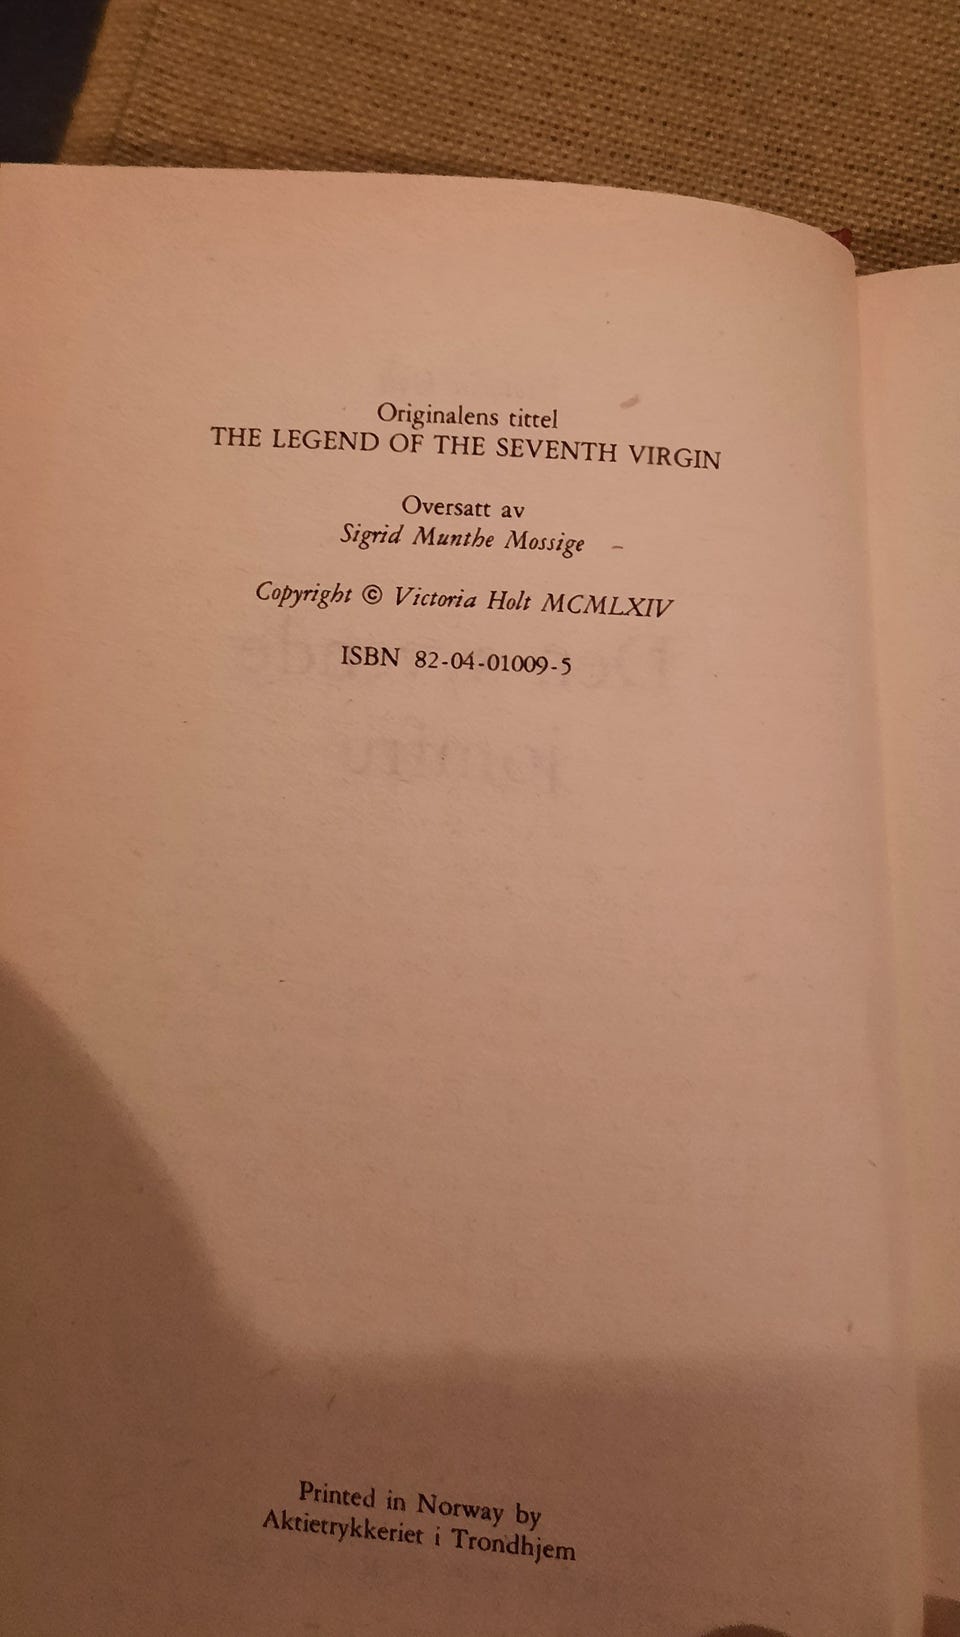 Originalens tittel
THE LEGEND OF THE SEVENTH VIRGIN
Oversatt av
Sigrid Munthe Mossige
Copyright © Victoria Holt MCMLXIV
ISBN 82-04-01009-5
Printed in Norway by
Aktietrykkeriet i Trondhjem